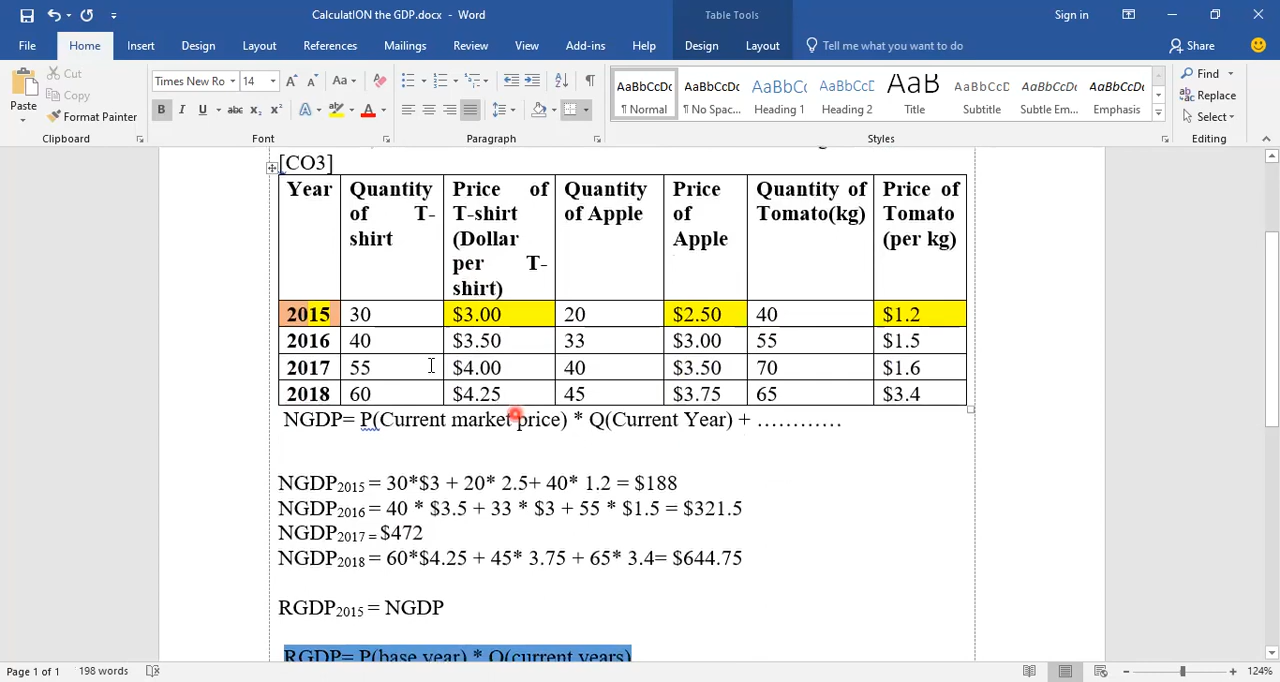 CalculatION the GDP.docx - Word
Table Tools
Sign in
File Home Insert Design Layout References Mailings Review View Add-ins Help Design Layout Tell me what you want to do Share
Paste
Cut
Copy
Format Painter
Clipboard
Times New Ro 14
Font
Paragraph
AaBbCcDc AaBbCcDc AaBbC( AaBbCcD AaB AaBbCcD AaBbCcDc AaBbCcDc
¶ Normal ¶ No Spac... Heading 1 Heading 2 Title Subtitle Subtle Em... Emphasis
Styles
Find
Replace
Select
Editing
[CO3]
Year Quantity of T-shirt Price of T-shirt (Dollar per T-shirt) Quantity of Apple Price of Apple Quantity of Tomato(kg) Price of Tomato (per kg)
2015 30 $3.00 20 $2.50 40 $1.2
2016 40 $3.50 33 $3.00 55 $1.5
2017 55 $4.00 40 $3.50 70 $1.6
2018 60 $4.25 45 $3.75 65 $3.4
NGDP= P(Current market price) * Q(Current Year) + …………
NGDP2015 = 30*$3 + 20* 2.5+ 40* 1.2 = $188
NGDP2016 = 40 * $3.5 + 33 * $3 + 55 * $1.5 = $321.5
NGDP2017 = $472
NGDP2018 = 60*$4.25 + 45* 3.75 + 65* 3.4= $644.75
RGDP2015 = NGDP
RGDP= P(base year) * Q(current years)
Page 1 of 1 198 words
124%